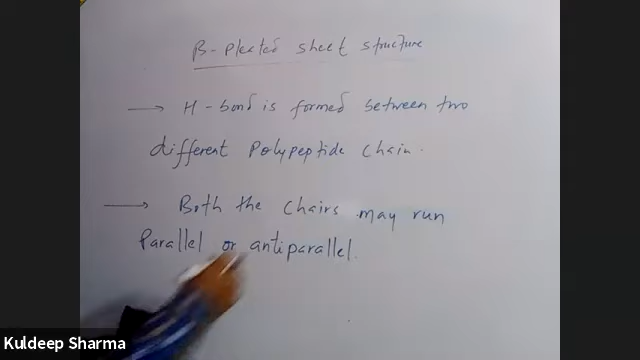 β-pleated sheet structure
→ H-bond is formed between two
different Polypeptide chain.
→ Both the chairs may run
Parallel or antiparallel.
Kuldeep Sharma